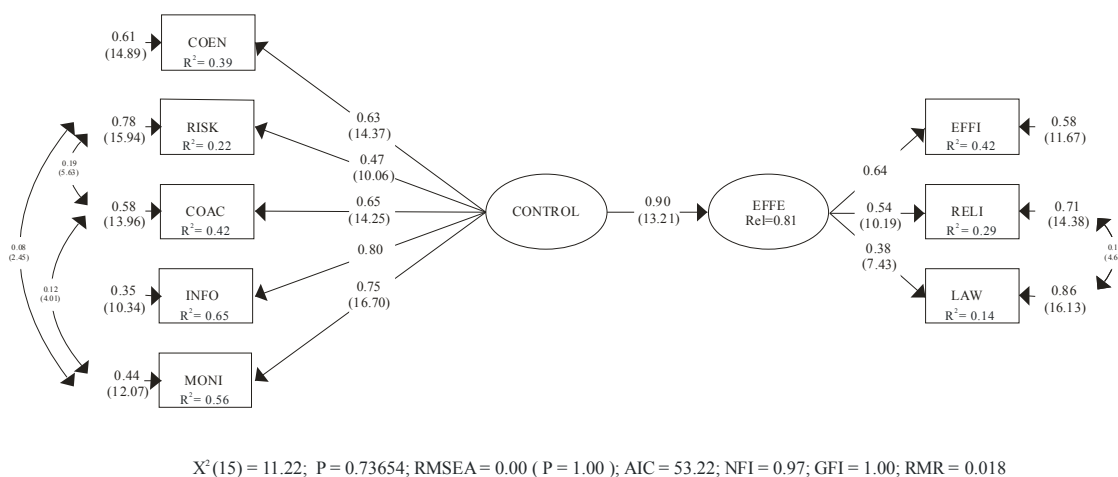 0.61
(14.89)
COEN
R²= 0.39
0.78
(15.94)
RISK
R²= 0.22
0.58
(13.96)
COAC
R²= 0.42
0.35
(10.34)
INFO
R²= 0.65
0.44
(12.07)
MONI
R²= 0.56
0.19
(5.63)
0.08
(2.45)
0.12
(4.01)
0.63
(14.37)
0.47
(10.06)
0.65
(14.25)
0.80
0.75
(16.70)
CONTROL
0.90
(13.21)
EFFE
Rel=0.81
0.64
0.54
(10.19)
0.38
(7.43)
EFFI
R²= 0.42
0.58
(11.67)
RELI
R²= 0.29
0.71
(14.38)
LAW
R²= 0.14
0.86
(16.13)
X²(15) = 11.22; P = 0.73654; RMSEA = 0.00 ( P = 1.00 ); AIC = 53.22; NFI = 0.97; GFI = 1.00; RMR = 0.018